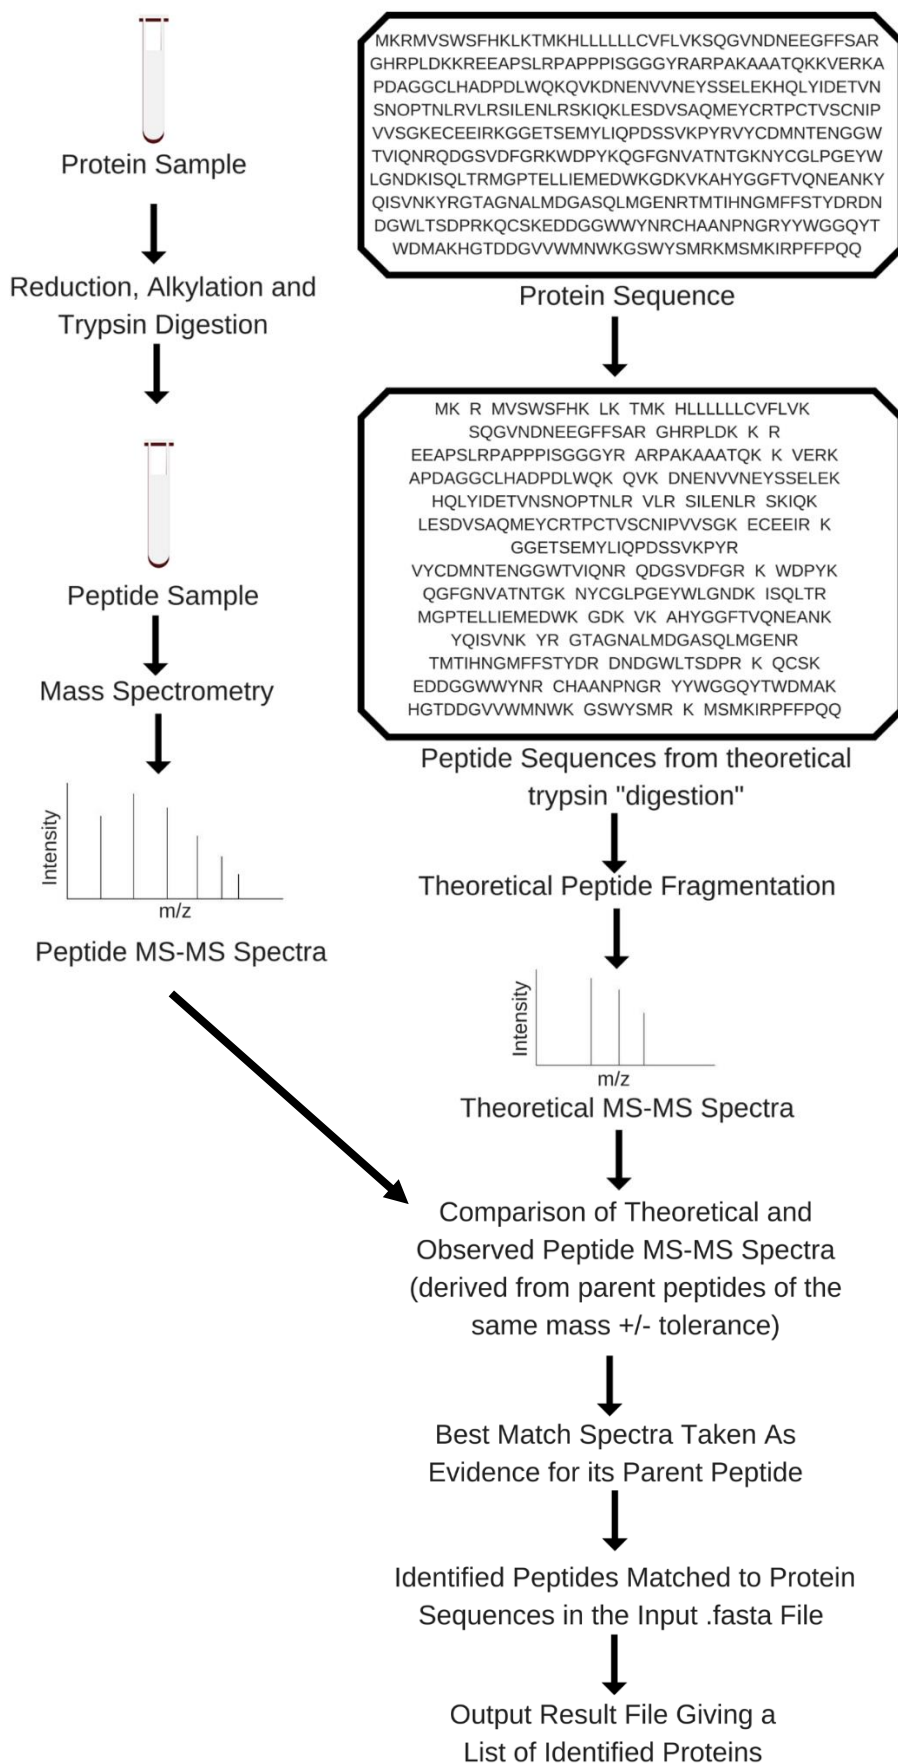 Protein Sample
Reduction, Alkylation and
Trypsin Digestion
Peptide Sample
Mass Spectrometry
Intensity
m/z
Peptide MS-MS Spectra
MKRMVSWSFHKLKTMKHLLLLLLCVFLVKSQGVNDNEEGFFSAR
GHRPLDKKREEAPSLRPAPPPISGGGYRARPAKAAATQKKVERKA
PDAGGCLHADPDLWQKQVKDNENVVNEYSSELEKHQLYIDETVN
SNOPTNLRVLRSILENLRSKIQKLESDVSAQMEYCRTPCTVSCNIP
VVSGKECEEIRKGGETSEMYLIQPDSSVKPYRVYCDMNTENGGW
TVIQNRQDGSVDFGRKWDPYKQGFGNVATNTGKNYCGLPGEYW
LGNDKISQLTRMGPTELLIEMEDWKGDKVKAHYGGFTVQNEANKY
QISVNKYRGTAGNALMDGASQLMGENRTMTIHNGMFFSTYDRDN
DGWLTSDPRKQCSKEDDGGWWYNRCHAANPNGRYYWGGQYT
WDMAKHGTDDGVVWMNWKGSWYSMRKMSMKIRPFFPQQ
Protein Sequence
MK R MVSWSFHK LK TMK HLLLLLLCVFLVK
SQGVNDNEEGFFSAR GHRPLDK K R
EEAPSLRPAPPPISGGGYR ARPAKAAATQK K VERK
APDAGGCLHADPDLWQK QVK DNENVVNEYSSELEK
HQLYIDETVNSNOPTNLR VLR SILENLR SKIQK
LESDVSAQMEYCRTPCTVSCNIPVVSGK ECEEIR K
GGETSEMYLIQPDSSVKPYR
VYCDMNTENGGWTVIQNR QDGSVDFGR K WDPYK
QGFGNVATNTGK NYCGLPGEYWLGNDK ISQLTR
MGPTELLIEMEDWK GDK VK AHYGGFTVQNEANK
YQISVNK YR GTAGNALMDGASQLMGENR
TMTIHNGMFFSTYDR DNDGWLTSDPR K QCSK
EDDGGWWYNR CHAANPNGR YYWGGQYTWDMAK
HGTDDGVVWMNWK GSWYSMR K MSMKIRPFFPQQ
Peptide Sequences from theoretical
trypsin "digestion"
Theoretical Peptide Fragmentation
Intensity
m/z
Theoretical MS-MS Spectra
Comparison of Theoretical and
Observed Peptide MS-MS Spectra
(derived from parent peptides of the
same mass +/- tolerance)
Best Match Spectra Taken As
Evidence for its Parent Peptide
Identified Peptides Matched to Protein
Sequences in the Input .fasta File
Output Result File Giving a
List of Identified Proteins